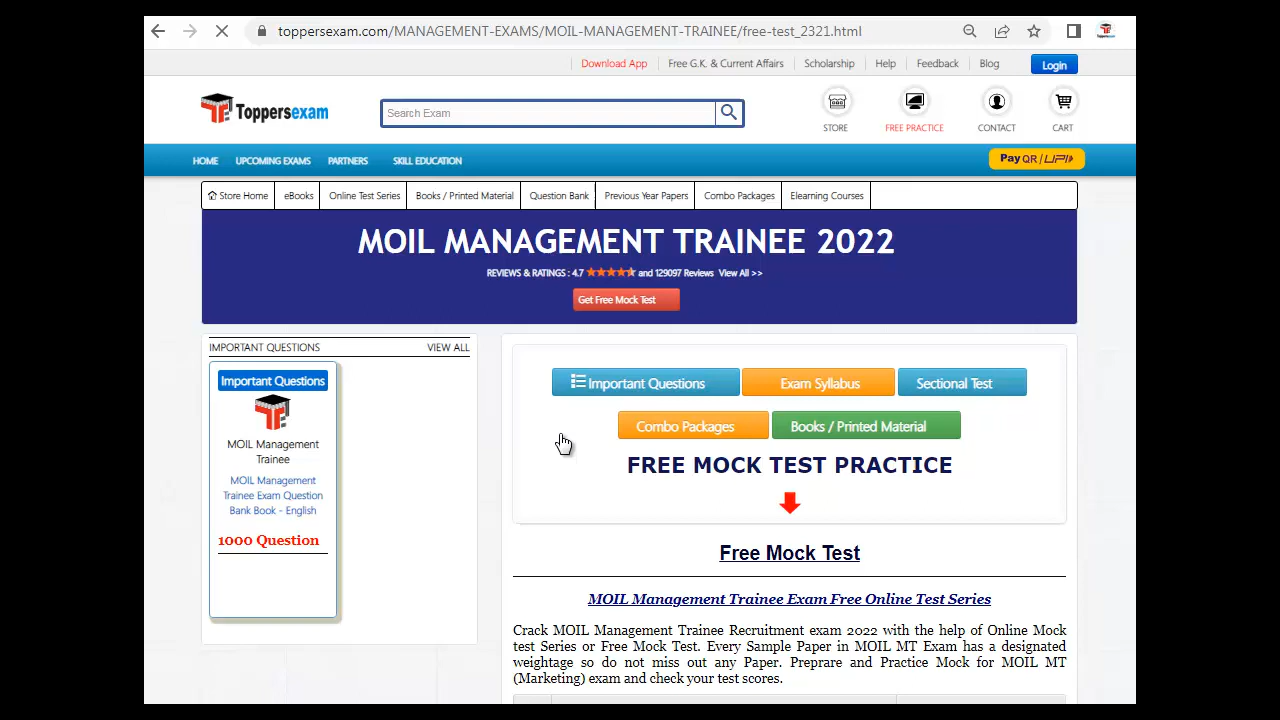 toppersexam.com/MANAGEMENT-EXAMS/MOIL-MANAGEMENT-TRAINEE/free-test_2321.html
Download App Free G.K. & Current Affairs Scholarship Help Feedback Blog Login
Toppersexam
Search Exam
STORE FREE PRACTICE CONTACT CART
HOME UPCOMING EXAMS PARTNERS SKILL EDUCATION Pay QR/UPI
Store Home eBooks Online Test Series Books / Printed Material Question Bank Previous Year Papers Combo Packages Elearning Courses
MOIL MANAGEMENT TRAINEE 2022
REVIEWS & RATINGS : 4.7 and 129097 Reviews View All >>
Get Free Mock Test
IMPORTANT QUESTIONS VIEW ALL
Important Questions
MOIL Management
Trainee
MOIL Management
Trainee Exam Question
Bank Book - English
1000 Question
Important Questions Exam Syllabus Sectional Test
Combo Packages Books / Printed Material
FREE MOCK TEST PRACTICE
Free Mock Test
MOIL Management Trainee Exam Free Online Test Series
Crack MOIL Management Trainee Recruitment exam 2022 with the help of Online Mock
test Series or Free Mock Test. Every Sample Paper in MOIL MT Exam has a designated
weightage so do not miss out any Paper. Preprare and Practice Mock for MOIL MT
(Marketing) exam and check your test scores.